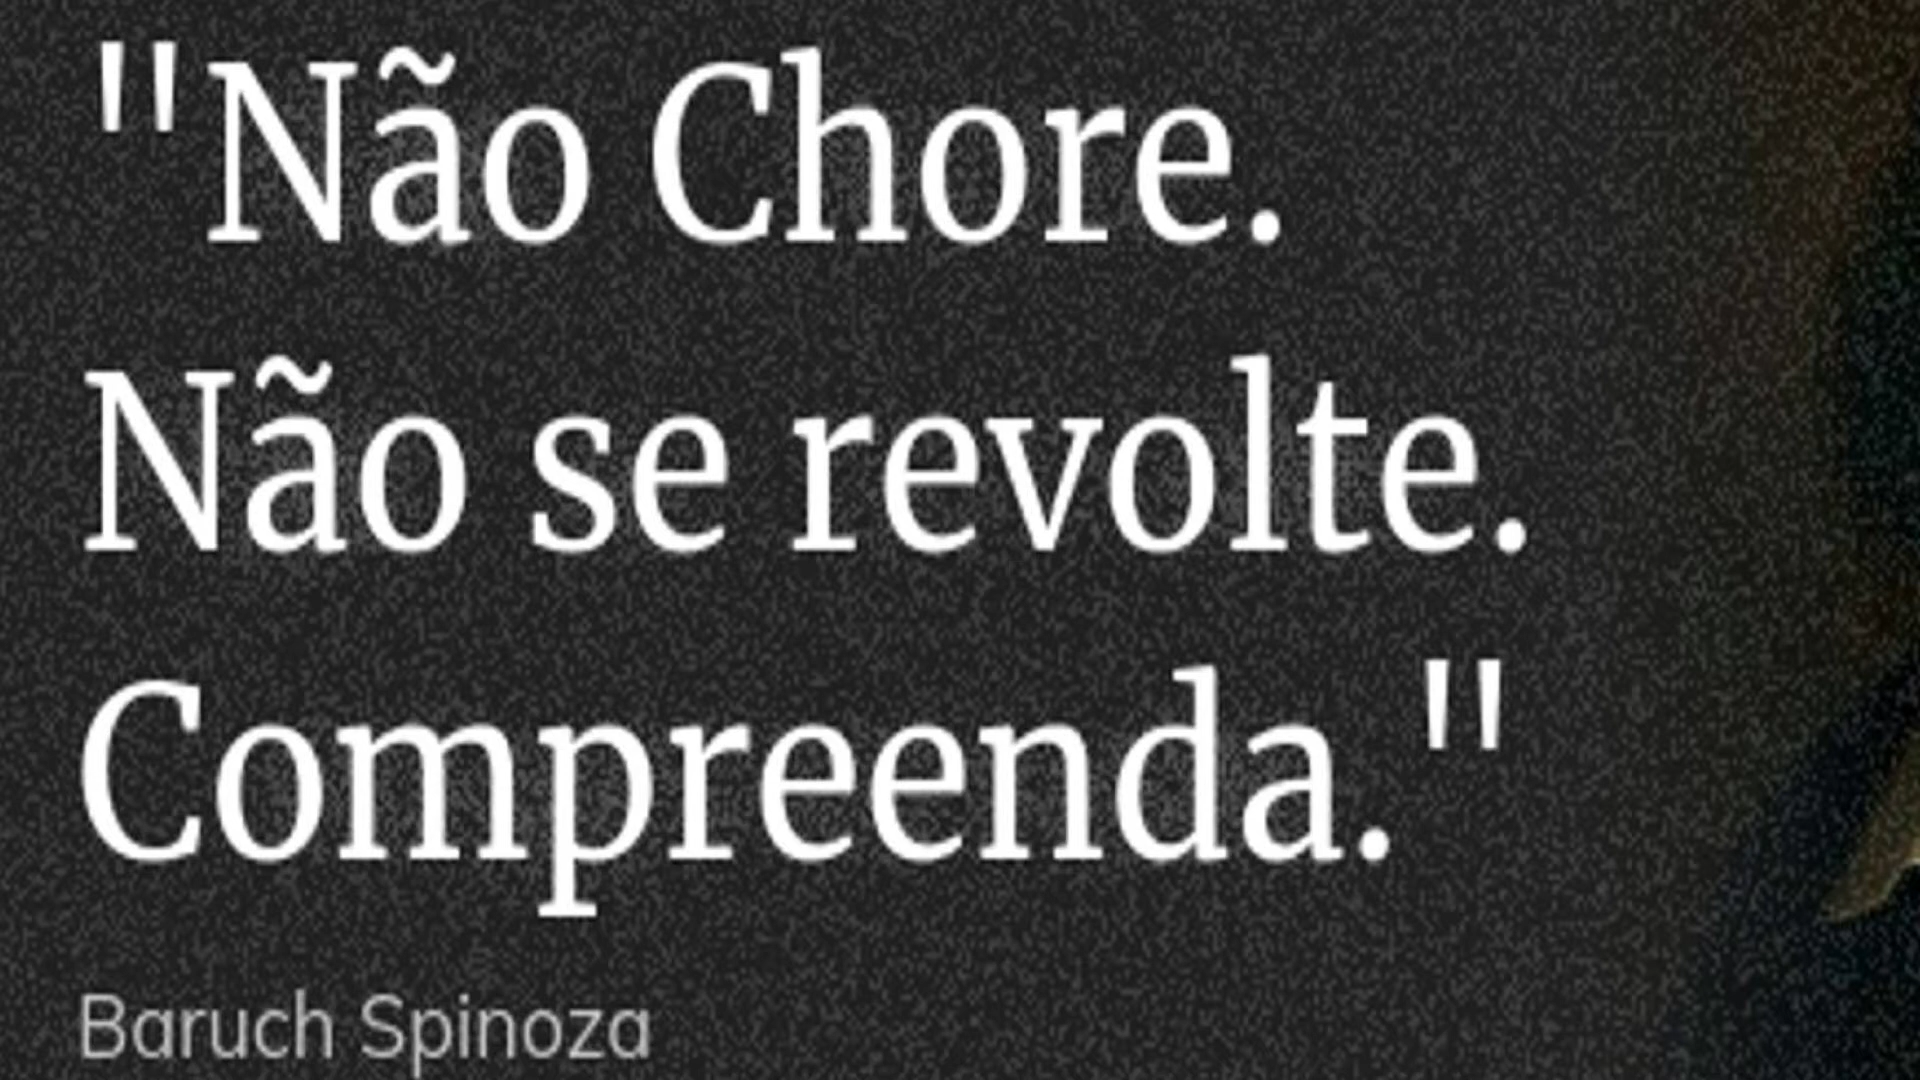 "Não Chore.
Não se revolte.
Compreenda."
Baruch Spinoza